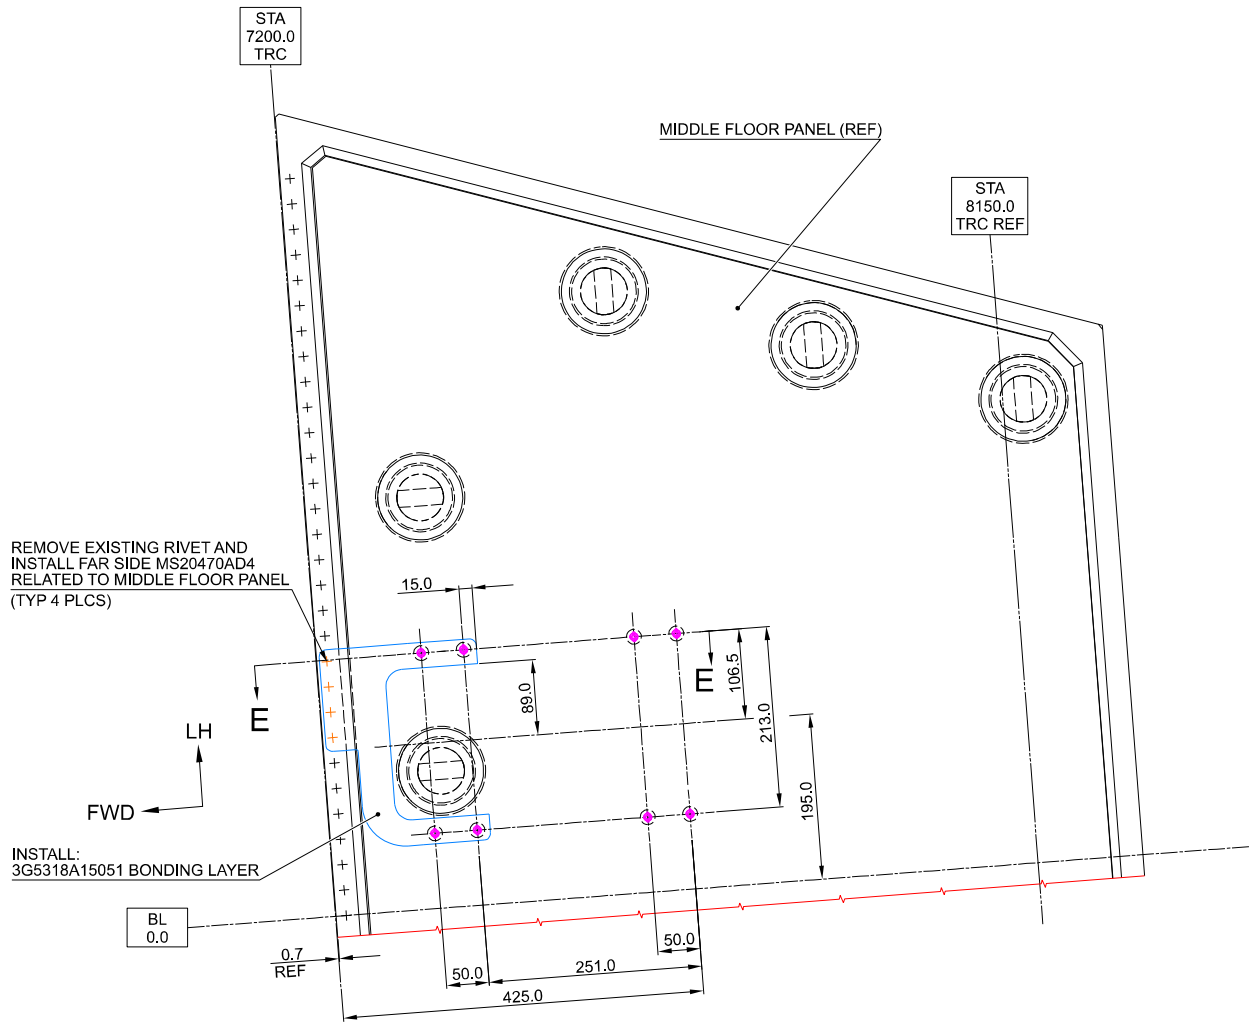 STA
7200.0
TRC
MIDDLE FLOOR PANEL (REF)
STA
8150.0
TRC REF
REMOVE EXISTING RIVET AND
INSTALL FAR SIDE MS20470AD4
RELATED TO MIDDLE FLOOR PANEL
(TYP 4 PLCS)
15.0
E
E
89.0
106.5
213.0
195.0
LH
FWD
INSTALL:
3G5318A15051 BONDING LAYER
BL
0.0
0.7
REF
50.0
251.0
50.0
425.0